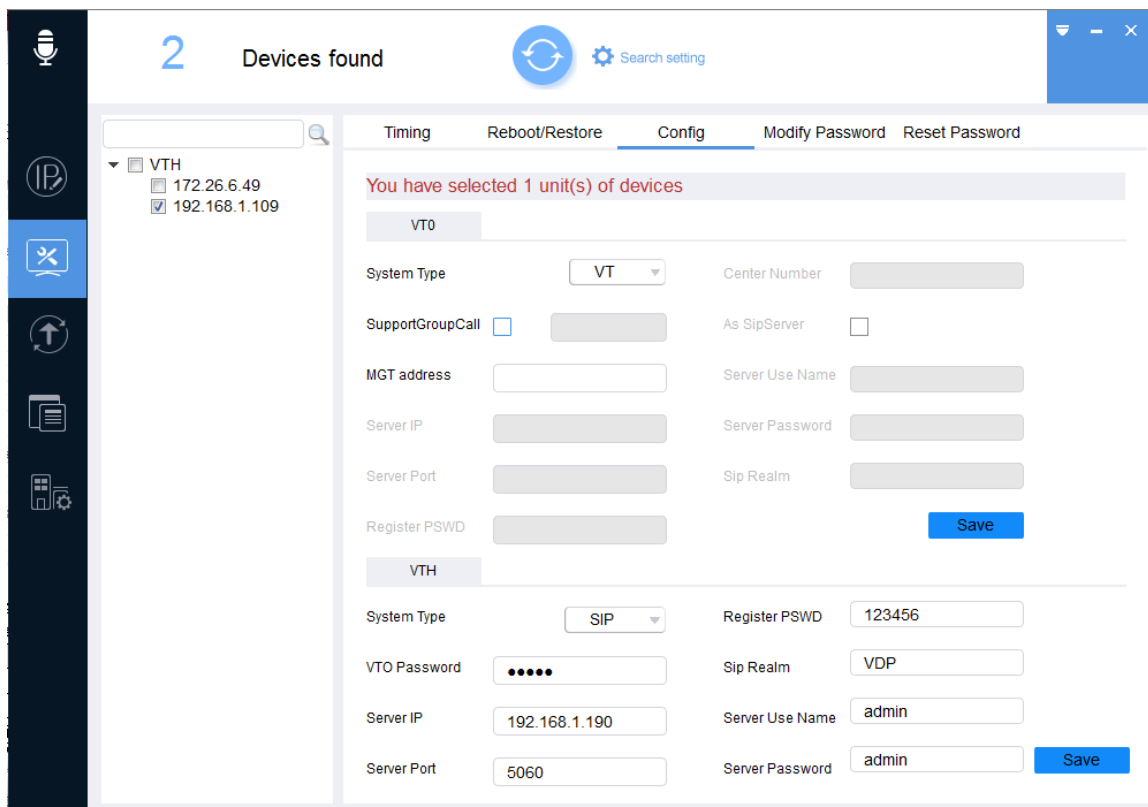 2 Devices found Search setting
Timing Reboot/Restore Config Modify Password Reset Password
VTH
172.26.6.49
192.168.1.109
You have selected 1 unit(s) of devices
VT0
System Type VT Center Number
SupportGroupCall As SipServer
MGT address Server Use Name
Server IP Server Password
Server Port Sip Realm
Register PSWD Save
VTH
System Type SIP Register PSWD 123456
VTO Password ••••• Sip Realm VDP
Server IP 192.168.1.190 Server Use Name admin
Server Port 5060 Server Password admin Save
IP